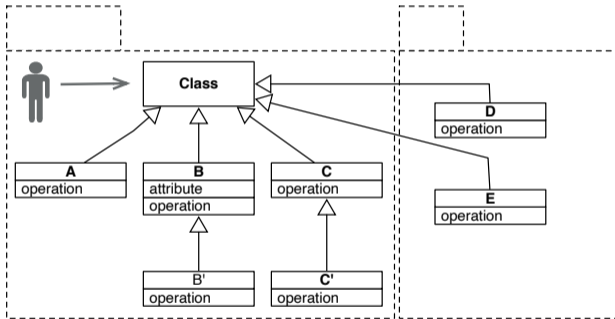 Class
D
operation
A
operation
B
attribute
operation
C
operation
E
operation
B'
operation
C'
operation